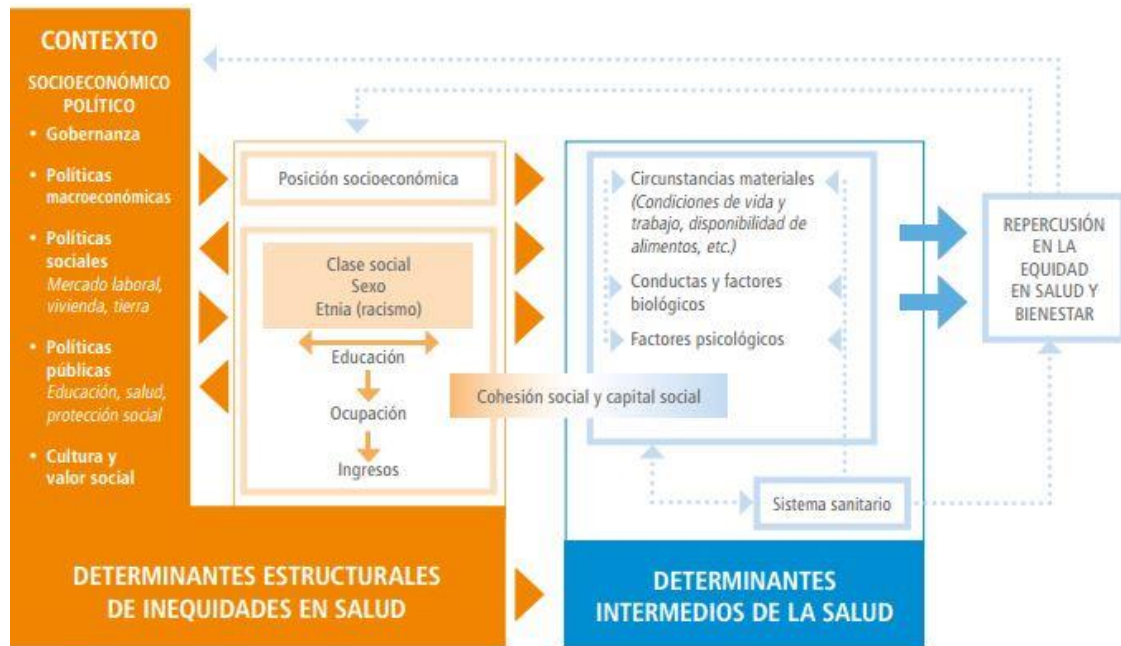 CONTEXTO
SOCIOECONÓMICO
POLÍTICO
• Gobernanza
• Políticas
macroeconómicas
• Políticas
sociales
Mercado laboral,
vivienda, tierra
• Políticas
públicas
Educación, salud,
protección social
• Cultura y
valor social
Posición socioeconómica
Clase social
Sexo
Etnia (racismo)
Educación
Ocupación
Ingresos
Cohesión social y capital social
Circunstancias materiales
(Condiciones de vida y
trabajo, disponibilidad de
alimentos, etc.)
Conductas y factores
biológicos
Factores psicológicos
Sistema sanitario
REPERCUSIÓN
EN LA
EQUIDAD
EN SALUD Y
BIENESTAR
DETERMINANTES ESTRUCTURALES
DE INEQUIDADES EN SALUD
DETERMINANTES
INTERMEDIOS DE LA SALUD